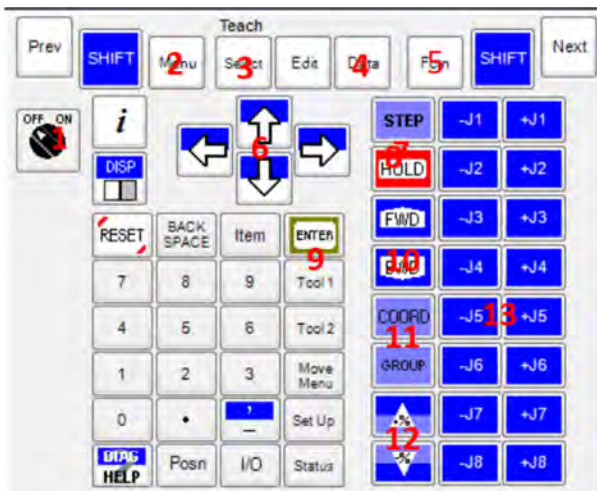 Teach
Prev SHIFT 2 Menu 3 Select Edit 4 Data 5 Fctn SHIFT Next
OFF ON 1 i 6 STEP -J1 +J1
DISP 8 7 HOLD -J2 +J2
RESET BACK SPACE Item ENTER 9 FWD -J3 +J3
7 8 9 Tool 1 10 BWD -J4 +J4
4 5 6 Tool 2 COORD 11 -J5 13 +J5
1 2 3 Move Menu GROUP -J6 +J6
0 . , - Set Up +% 12 -J7 +J7
DIAG HELP Posn I/O Status -% -J8 +J8